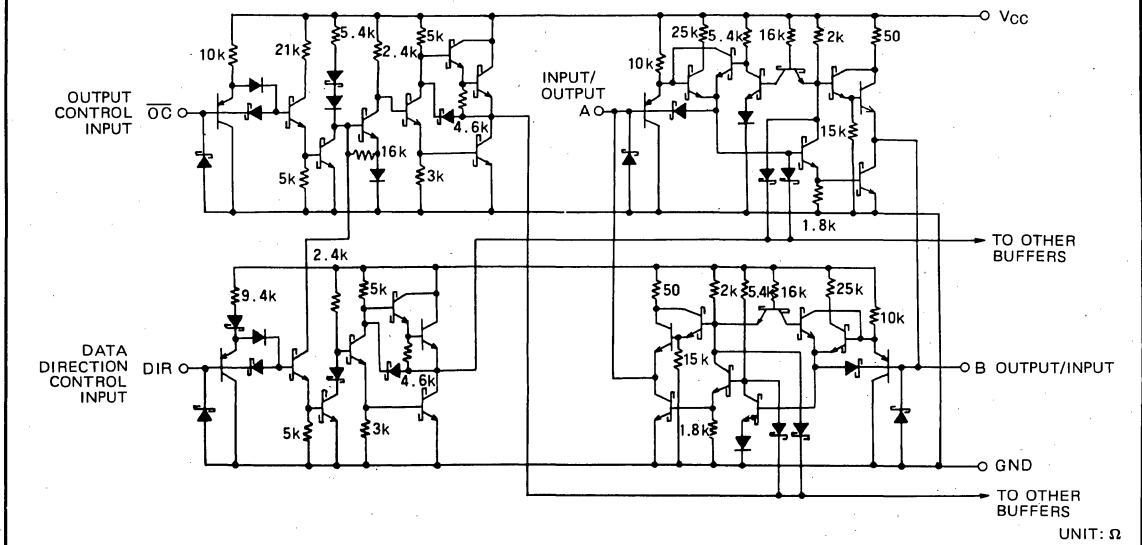 VCC
5.4k
5k
10k
21k
2.4k
25k
5.4k
16k
2k
50
10k
INPUT/
OUTPUT
A
OUTPUT
CONTROL
INPUT
OC
4.6k
16k
15k
5k
3k
1.8k
TO OTHER
BUFFERS
2.4k
9.4k
5k
50
2k
5.4k
16k
25k
10k
DATA
DIRECTION
CONTROL
INPUT
DIR
15k
B OUTPUT/INPUT
4.6k
5k
3k
1.8k
GND
TO OTHER
BUFFERS
UNIT: Ω